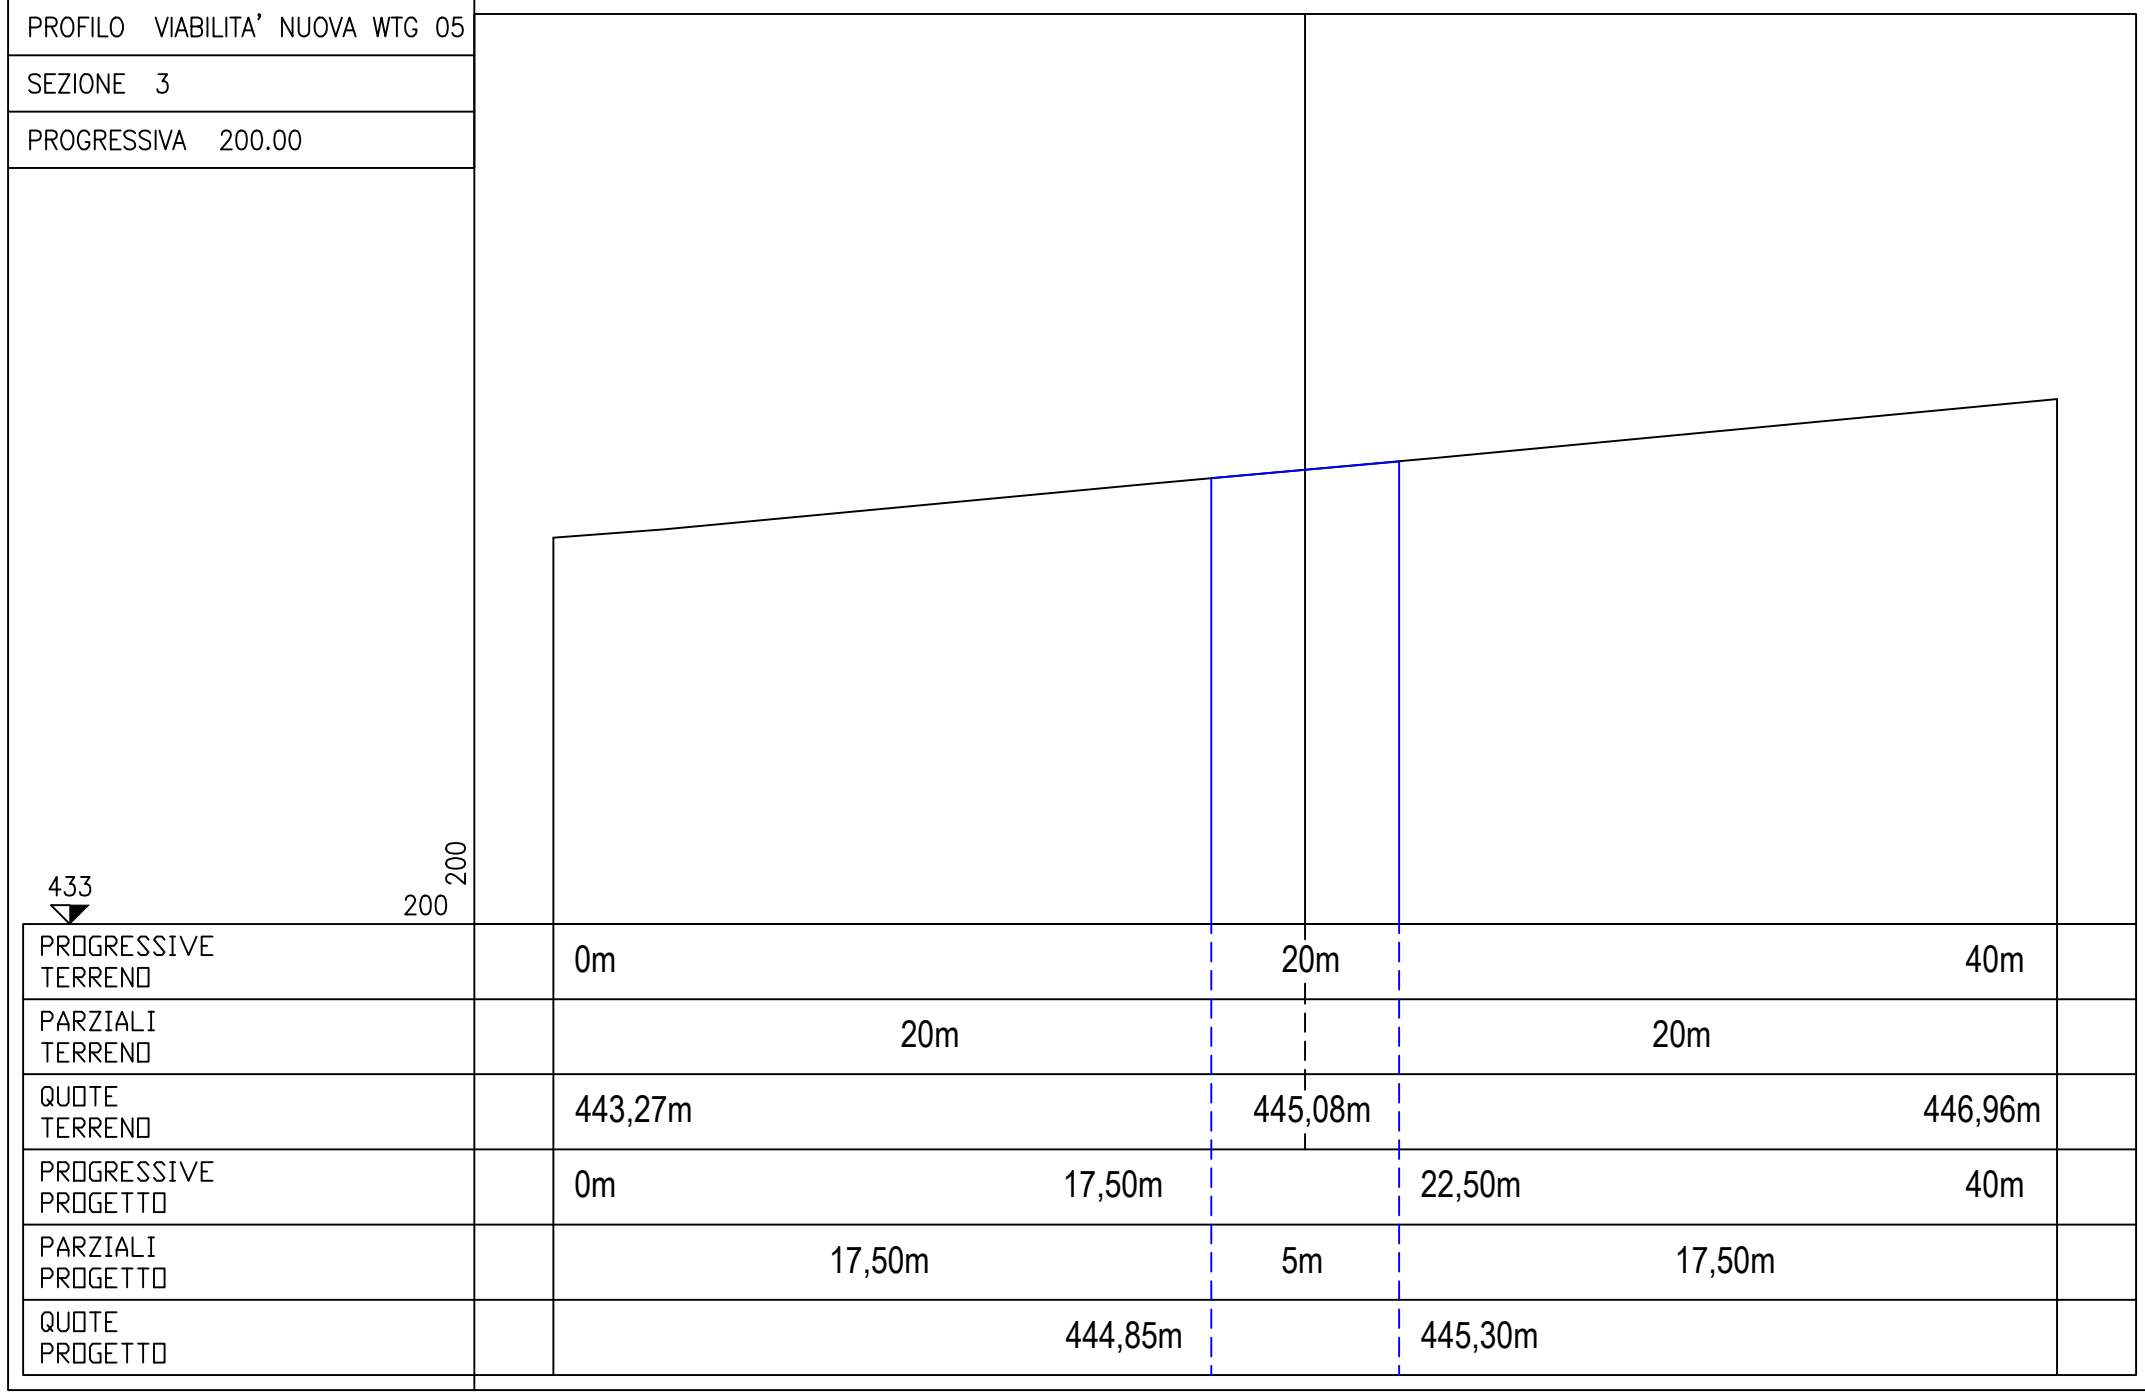 PROFILO VIABILITA' NUOVA WTG 05
SEZIONE 3
PROGRESSIVA 200.00
433
200
200
PROGRESSIVE
TERRENO
0m 20m 40m
PARZIALI
TERRENO
20m 20m
QUOTE
TERRENO
443,27m 445,08m 446,96m
PROGRESSIVE
PROGETTO
0m 17,50m 22,50m 40m
PARZIALI
PROGETTO
17,50m 5m 17,50m
QUOTE
PROGETTO
444,85m 445,30m